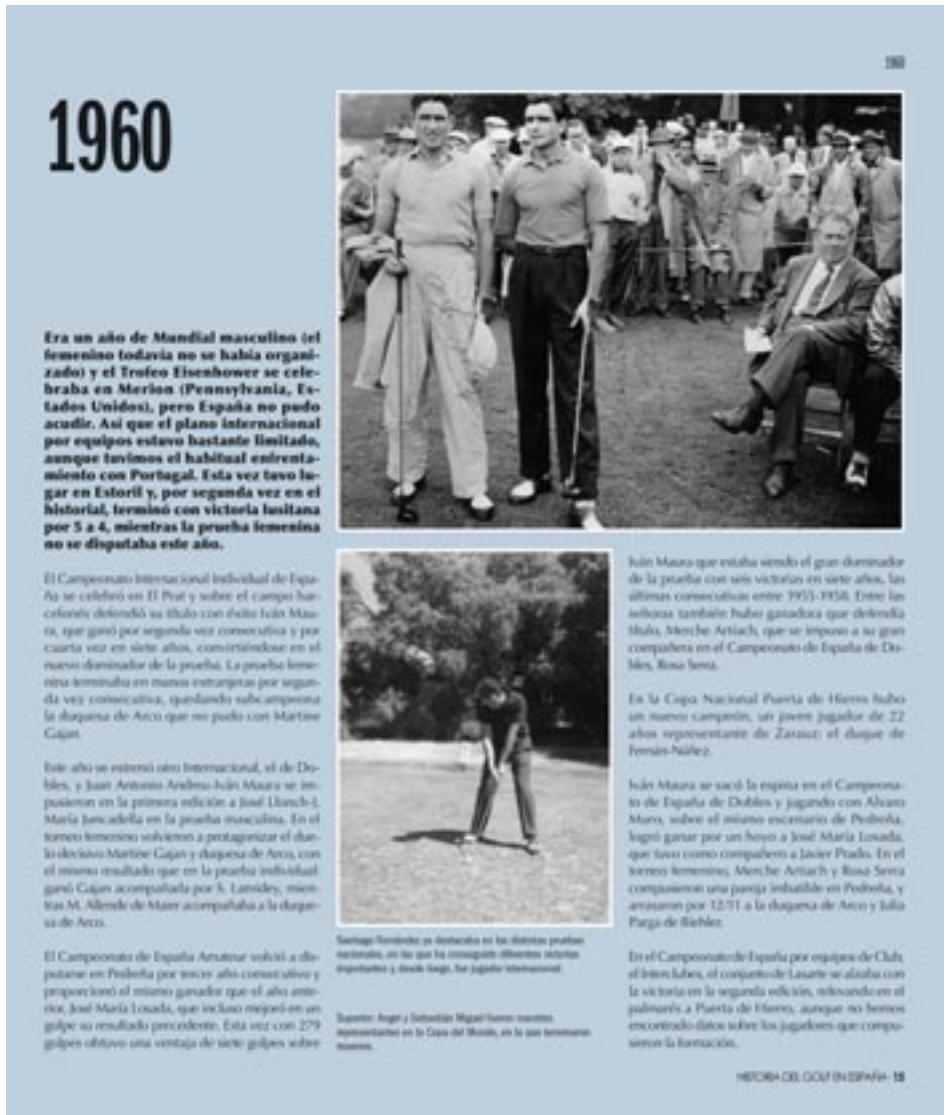 1960
1960
Era un año de Mundial masculino (el
femenino todavía no se había organi-
zado) y el Trofeo Eisenhower se cele-
braba en Merion (Pennsylvania, Es-
tados Unidos), pero España no pudo
acudir. Así que el plano internacional
por equipos estuvo bastante limitado,
aunque tuvimos el habitual enfrenta-
miento con Portugal. Esta vez tuvo lu-
gar en Estoril y, por segunda vez en el
historial, terminó con victoria lusitana
por 5 a 4, mientras la prueba femenina
no se disputaba este año.
El Campeonato Internacional Individual de Espa-
ña se celebró en El Prat y sobre el campo bar-
celonés defendió su título con éxito Iván Mau-
ra, que ganó por segunda vez consecutiva y por
cuarta vez en siete años, convirtiéndose en el
nuevo dominador de la prueba. La prueba feme-
nina terminaba en manos extranjeras por segun-
da vez consecutiva, quedando subcampeona
la duquesa de Arco que no pudo con Martine
Gajan.
Este año se estrenó otro Internacional, el de Do-
bles, y Juan Antonio Andreu-Iván Maura se im-
pusieron en la primera edición a José Llosch-J.
María Juncadella en la prueba masculina. En el
torneo femenino volvieron a protagonizar el due-
lo decisivo Martine Gajan y duquesa de Arco, con
el mismo resultado que en la prueba individual:
ganó Gajan acompañada por S. Lamidey, mien-
tras M. Allende de Maier acompañaba a la duque-
sa de Arco.
El Campeonato de España Amateur volvió a dis-
putarse en Pedreña por tercer año consecutivo y
proporcionó el mismo ganador que el año ante-
rior, José María Losada, que incluso mejoró en un
golpe su resultado precedente. Esta vez con 279
golpes obtuvo una ventaja de siete golpes sobre
Santiago Fernández ya destacaba en las distintas pruebas
nacionales, en las que ha conseguido diferentes victorias
importantes y, desde luego, fue jugador internacional.
Superior: Angel y Sebastián Miguel fueron nuestros
representantes en la Copa del Mundo, en la que terminaron
Iván Maura que estaba siendo el gran dominador
de la prueba con seis victorias en siete años, las
últimas consecutivas entre 1955-1958. Entre las
señoras también hubo ganadora que defendía
título, Merche Artiach, que se impuso a su gran
compañera en el Campeonato de España de Do-
bles, Rosa Serra.
En la Copa Nacional Puerta de Hierro hubo
un nuevo campeón, un joven jugador de 22
años representante de Zarauz: el duque de
Fernán-Núñez.
Iván Maura se sacó la espina en el Campeona-
to de España de Dobles y jugando con Alvaro
Muro, sobre el mismo escenario de Pedreña,
logró ganar por un hoyo a José María Losada,
que tuvo como compañero a Javier Prado. En el
torneo femenino, Merche Artiach y Rosa Serra
compusieron una pareja imbatible en Pedreña, y
arrasaron por 12/11 a la duquesa de Arco y Julia
Parga de Biehler.
En el Campeonato de España por equipos de Club,
el Interclubes, el conjunto de Lasarte se alzaba con
la victoria en la segunda edición, relevando en el
palmarés a Puerta de Hierro, aunque no hemos
encontrado datos sobre los jugadores que compu-
sieron la formación.
HISTORIA DEL GOLF EN ESPAÑA 15